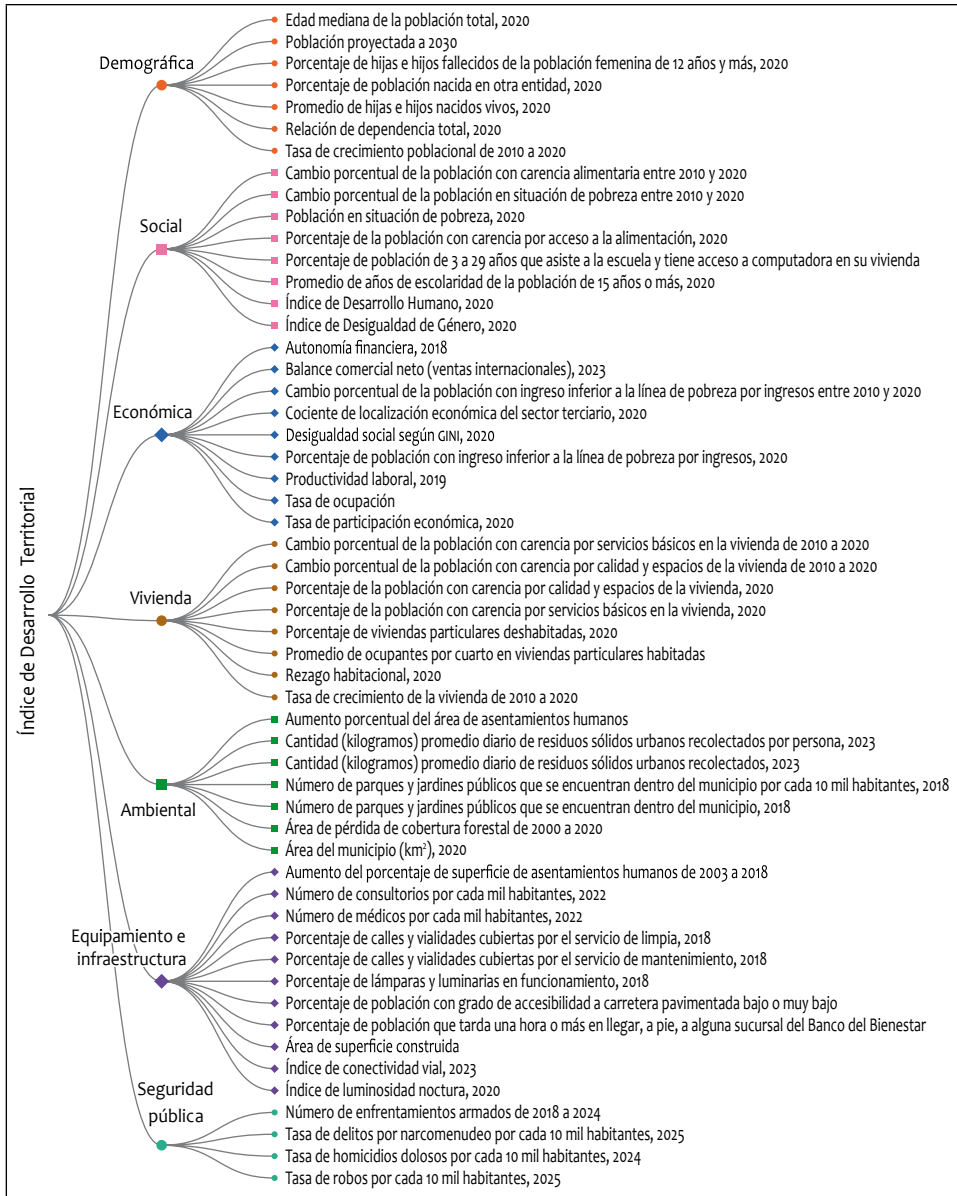 Índice de Desarrollo Territorial
Demográfica
Edad mediana de la población total, 2020
Población proyectada a 2030
Porcentaje de hijas e hijos fallecidos de la población femenina de 12 años y más, 2020
Porcentaje de población nacida en otra entidad, 2020
Promedio de hijas e hijos nacidos vivos, 2020
Relación de dependencia total, 2020
Tasa de crecimiento poblacional de 2010 a 2020
Social
Cambio porcentual de la población con carencia alimentaria entre 2010 y 2020
Cambio porcentual de la población en situación de pobreza entre 2010 y 2020
Población en situación de pobreza, 2020
Porcentaje de la población con carencia por acceso a la alimentación, 2020
Porcentaje de población de 3 a 29 años que asiste a la escuela y tiene acceso a computadora en su vivienda
Promedio de años de escolaridad de la población de 15 años o más, 2020
Índice de Desarrollo Humano, 2020
Índice de Desigualdad de Género, 2020
Económica
Autonomía financiera, 2018
Balance comercial neto (ventas internacionales), 2023
Cambio porcentual de la población con ingreso inferior a la línea de pobreza por ingresos entre 2010 y 2020
Cociente de localización económica del sector terciario, 2020
Desigualdad social según GINI, 2020
Porcentaje de población con ingreso inferior a la línea de pobreza por ingresos, 2020
Productividad laboral, 2019
Tasa de ocupación
Tasa de participación económica, 2020
Vivienda
Cambio porcentual de la población con carencia por servicios básicos en la vivienda de 2010 a 2020
Cambio porcentual de la población con carencia por calidad y espacios de la vivienda de 2010 a 2020
Porcentaje de la población con carencia por calidad y espacios de la vivienda, 2020
Porcentaje de la población con carencia por servicios básicos en la vivienda, 2020
Porcentaje de viviendas particulares deshabitadas, 2020
Promedio de ocupantes por cuarto en viviendas particulares habitadas
Rezago habitacional, 2020
Tasa de crecimiento de la vivienda de 2010 a 2020
Ambiental
Aumento porcentual del área de asentamientos humanos
Cantidad (kilogramos) promedio diario de residuos sólidos urbanos recolectados por persona, 2023
Cantidad (kilogramos) promedio diario de residuos sólidos urbanos recolectados, 2023
Número de parques y jardines públicos que se encuentran dentro del municipio por cada 10 mil habitantes, 2018
Número de parques y jardines públicos que se encuentran dentro del municipio, 2018
Área de pérdida de cobertura forestal de 2000 a 2020
Área del municipio (km²), 2020
Equipamiento e
infraestructura
Aumento del porcentaje de superficie de asentamientos humanos de 2003 a 2018
Número de consultorios por cada mil habitantes, 2022
Número de médicos por cada mil habitantes, 2022
Porcentaje de calles y vialidades cubiertas por el servicio de limpia, 2018
Porcentaje de calles y vialidades cubiertas por el servicio de mantenimiento, 2018
Porcentaje de lámparas y luminarias en funcionamiento, 2018
Porcentaje de población con grado de accesibilidad a carretera pavimentada bajo o muy bajo
Porcentaje de población que tarda una hora o más en llegar, a pie, a alguna sucursal del Banco del Bienestar
Área de superficie construida
Índice de conectividad vial, 2023
Índice de luminosidad noctura, 2020
Seguridad
pública
Número de enfrentamientos armados de 2018 a 2024
Tasa de delitos por narcomenudeo por cada 10 mil habitantes, 2025
Tasa de homicidios dolosos por cada 10 mil habitantes, 2024
Tasa de robos por cada 10 mil habitantes, 2025